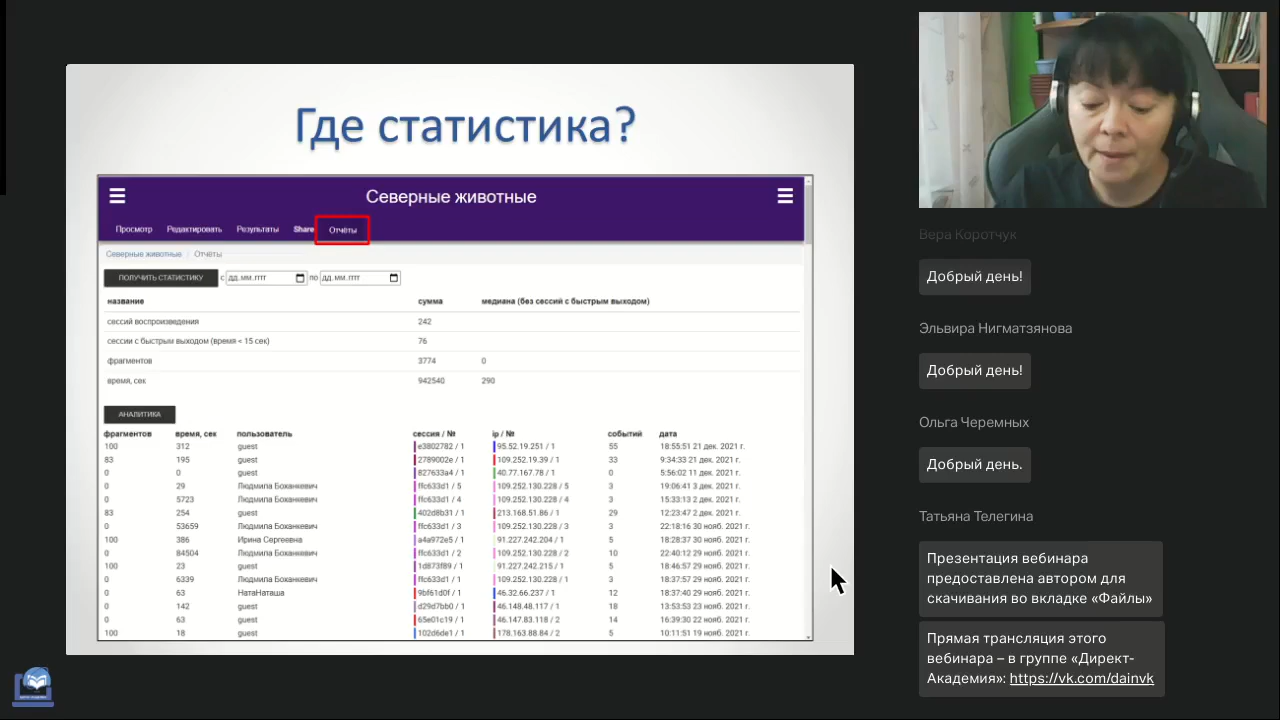 Где статистика?
Северные животные
Просмотр Редактировать Результаты Share Отчёты
Северные животные / Отчёты
ПОЛУЧИТЬ СТАТИСТИКУ с дд.мм.гггг по дд.мм.гггг
название сумма медиана (без сессий с быстрым выходом)
сессий воспроизведения 242
сессии с быстрым выходом (время < 15 сек) 76
фрагментов 3774 0
время, сек 942540 290
АНАЛИТИКА
фрагментов время, сек пользователь сессия / № ip / № событий дата
100 312 guest e3802782 / 1 95.52.19.251 / 1 55 18:55:51 21 дек. 2021 г.
83 195 guest 2789002e / 1 109.252.19.39 / 1 33 9:34:33 21 дек. 2021 г.
0 0 guest 827633a4 / 1 40.77.167.78 / 1 0 5:56:02 11 дек. 2021 г.
0 29 Людмила Боханкевич ffc633d1 / 5 109.252.130.228 / 5 3 19:06:41 3 дек. 2021 г.
0 5723 Людмила Боханкевич ffc633d1 / 4 109.252.130.228 / 4 3 15:33:13 2 дек. 2021 г.
83 254 guest 402d8b31 / 1 213.168.51.86 / 1 29 12:23:47 2 дек. 2021 г.
0 53659 Людмила Боханкевич ffc633d1 / 3 109.252.130.228 / 3 3 22:18:16 30 нояб. 2021 г.
100 386 Ирина Сергеевна a4a972e5 / 1 91.227.242.204 / 1 5 18:28:37 30 нояб. 2021 г.
0 84504 Людмила Боханкевич ffc633d1 / 2 109.252.130.228 / 2 10 22:40:12 29 нояб. 2021 г.
100 23 guest 1d873f89 / 1 91.227.242.215 / 1 5 18:46:57 29 нояб. 2021 г.
0 6339 Людмила Боханкевич ffc633d1 / 1 109.252.130.228 / 1 3 18:37:57 29 нояб. 2021 г.
0 63 НатаНаташа 9bf61d0f / 1 46.32.66.237 / 1 12 18:37:40 29 нояб. 2021 г.
0 142 guest d29d7bb0 / 1 46.148.48.117 / 1 18 13:53:53 23 нояб. 2021 г.
0 63 guest 65e01c19 / 1 46.147.83.118 / 2 14 16:39:30 22 нояб. 2021 г.
100 18 guest 102d6de1 / 1 178.163.88.84 / 2 5 10:11:51 19 нояб. 2021 г.
Вера Коротчук
Добрый день!
Эльвира Нигматзянова
Добрый день!
Ольга Черемных
Добрый день.
Татьяна Телегина
Презентация вебинара
предоставлена автором для
скачивания во вкладке «Файлы»
Прямая трансляция этого
вебинара – в группе «Директ-
Академия»: https://vk.com/dainvk